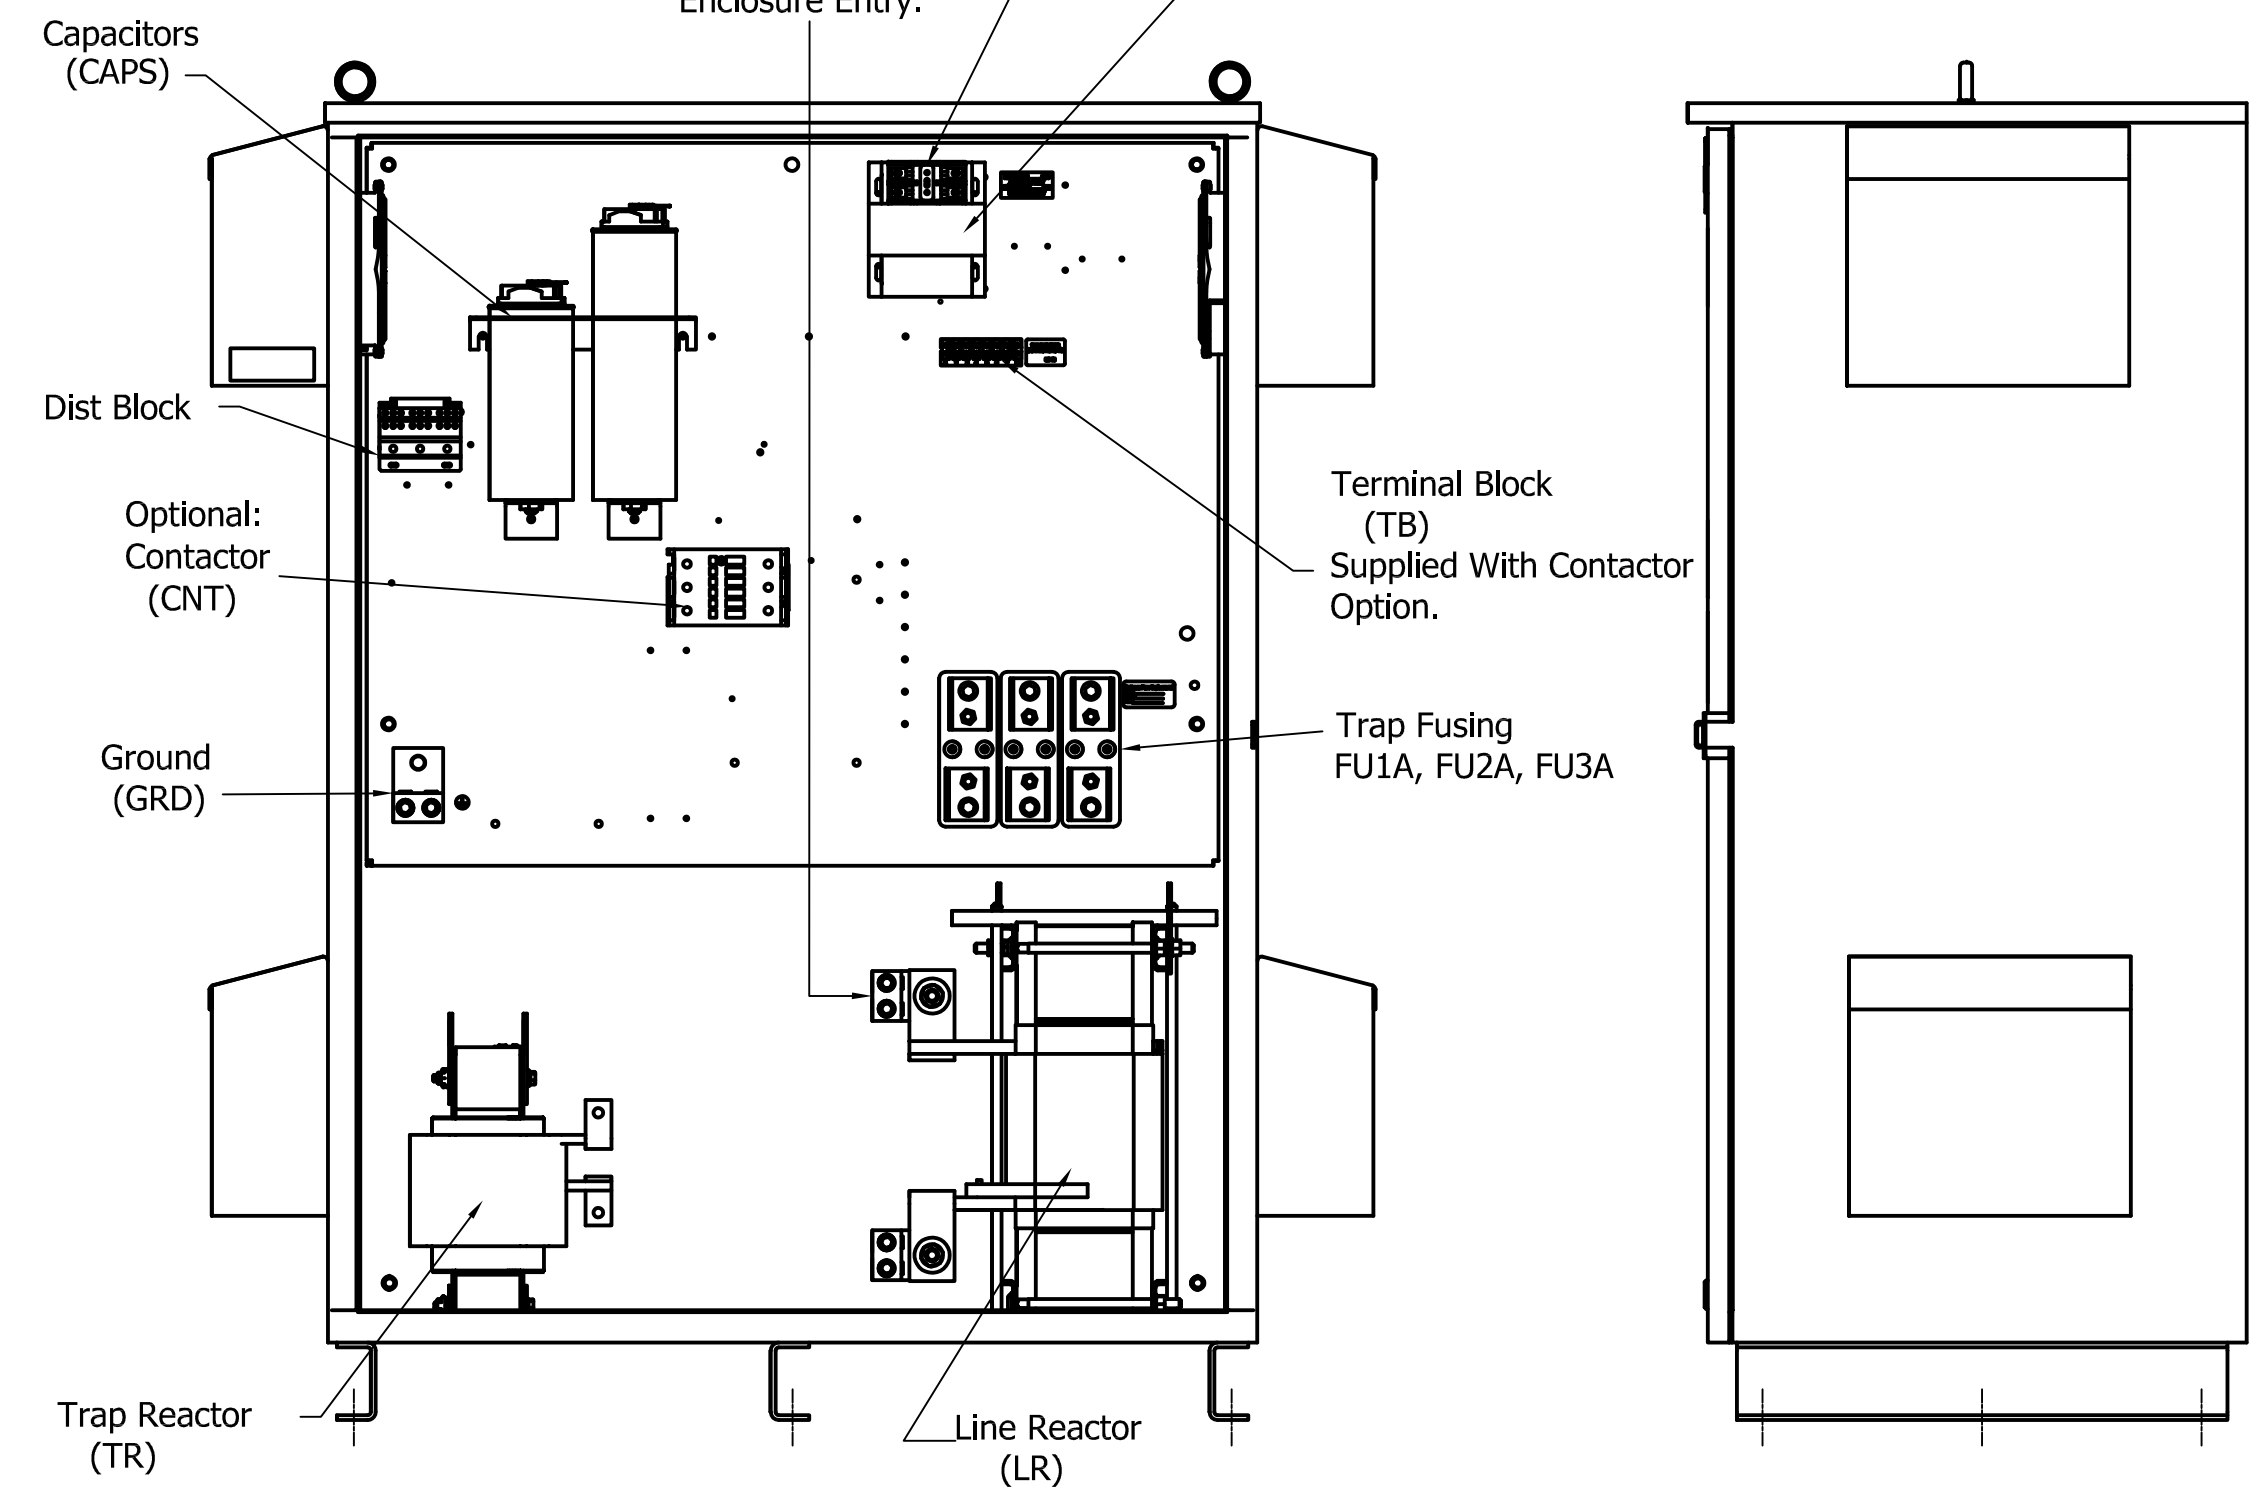 Enclosure Entry.
Capacitors
(CAPS)
Dist Block
Optional:
Contactor
(CNT)
Terminal Block
(TB)
Supplied With Contactor
Option.
Ground
(GRD)
Trap Fusing
FU1A, FU2A, FU3A
Trap Reactor
(TR)
Line Reactor
(LR)